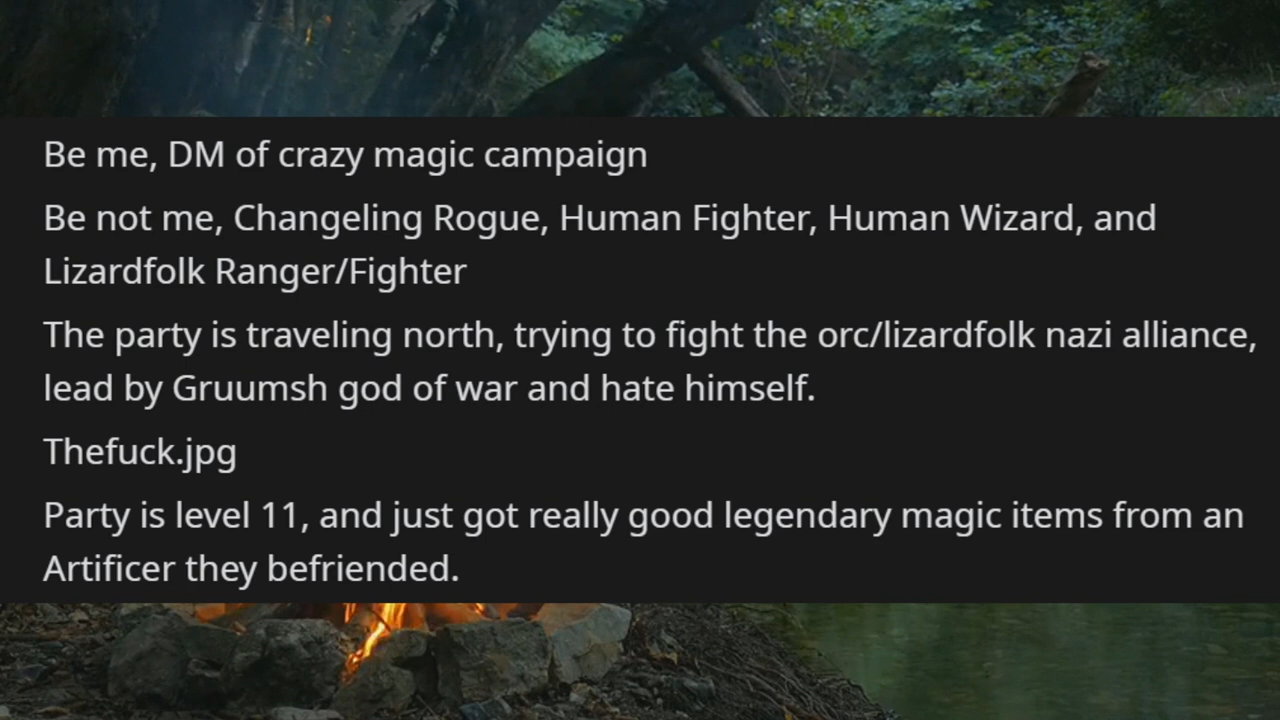 Be me, DM of crazy magic campaign
Be not me, Changeling Rogue, Human Fighter, Human Wizard, and
Lizardfolk Ranger/Fighter
The party is traveling north, trying to fight the orc/lizardfolk nazi alliance,
lead by Gruumsh god of war and hate himself.
Thefuck.jpg
Party is level 11, and just got really good legendary magic items from an
Artificer they befriended.